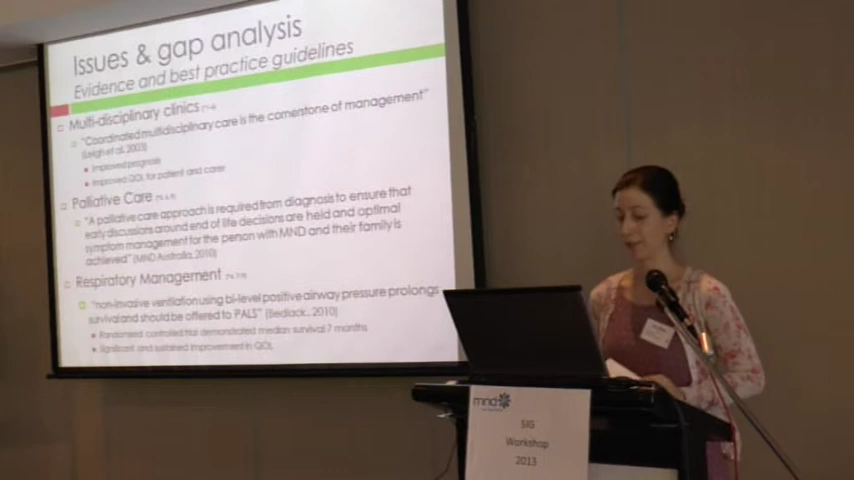 Issues & gap analysis
Evidence and best practice guidelines
Multi-disciplinary clinics
"Coordinated multidisciplinary care is the cornerstone of management"
(Leigh et al. 2003)
Improved prognosis
Improved QOL for patient and carer
Palliative Care
"A palliative care approach is required from diagnosis to ensure that
early discussions around end of life decisions are held and optimal
symptom management for the person with MND and their family is
achieved" (MND Australia, 2010)
Respiratory Management
"non-invasive ventilation using bi-level positive airway pressure prolongs
survival and should be offered to PALS" (Bedlack, 2010)
Randomised controlled trial demonstrated median survival 7 months
Significant and sustained improvement in QOL
mnd
SIG
Workshop
2013